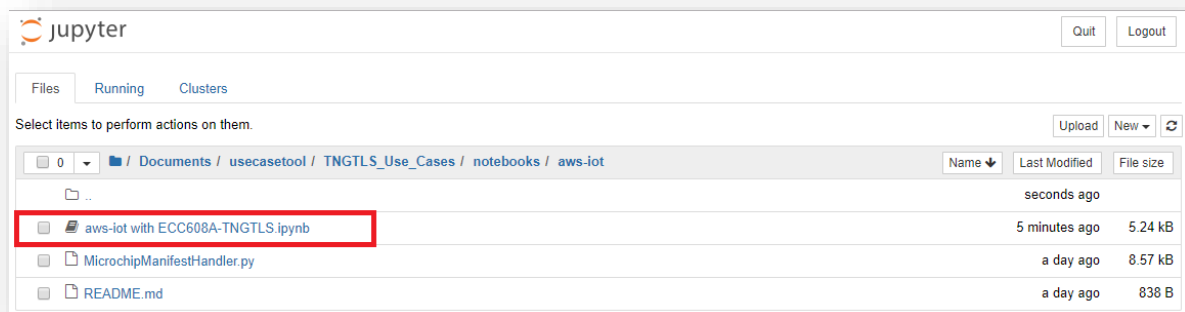 jupyter Quit Logout
Files Running Clusters
Select items to perform actions on them. Upload New
0 / Documents / usecasetool / TNGTLS_Use_Cases / notebooks / aws-iot Name Last Modified File size
.. seconds ago
aws-iot with ECC608A-TNGTLS.ipynb 5 minutes ago 5.24 kB
MicrochipManifestHandler.py a day ago 8.57 kB
README.md a day ago 838 B